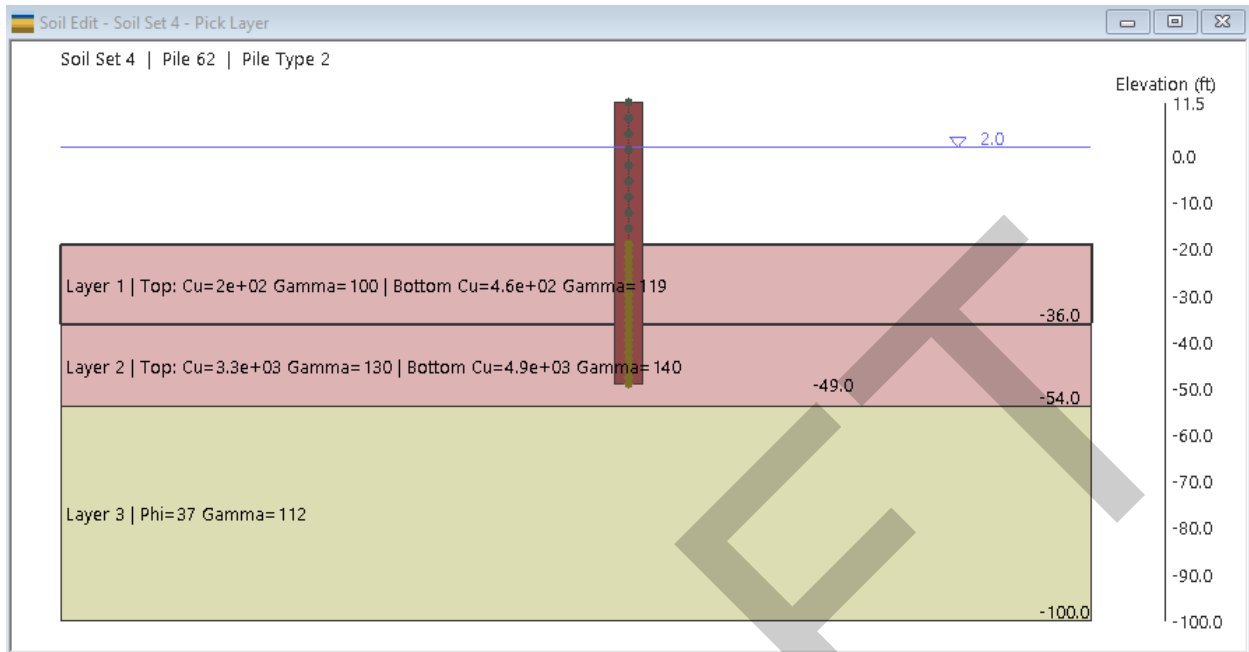 Soil Edit - Soil Set 4 - Pick Layer
Soil Set 4 | Pile 62 | Pile Type 2
Elevation (ft)
11.5
2.0
0.0
-10.0
-20.0
Layer 1 | Top: Cu=2e+02 Gamma=100 | Bottom Cu=4.6e+02 Gamma=119
-30.0
-36.0
-40.0
Layer 2 | Top: Cu=3.3e+03 Gamma=130 | Bottom Cu=4.9e+03 Gamma=140
-49.0
-50.0
-54.0
-60.0
-70.0
Layer 3 | Phi=37 Gamma=112
-80.0
-90.0
-100.0
-100.0